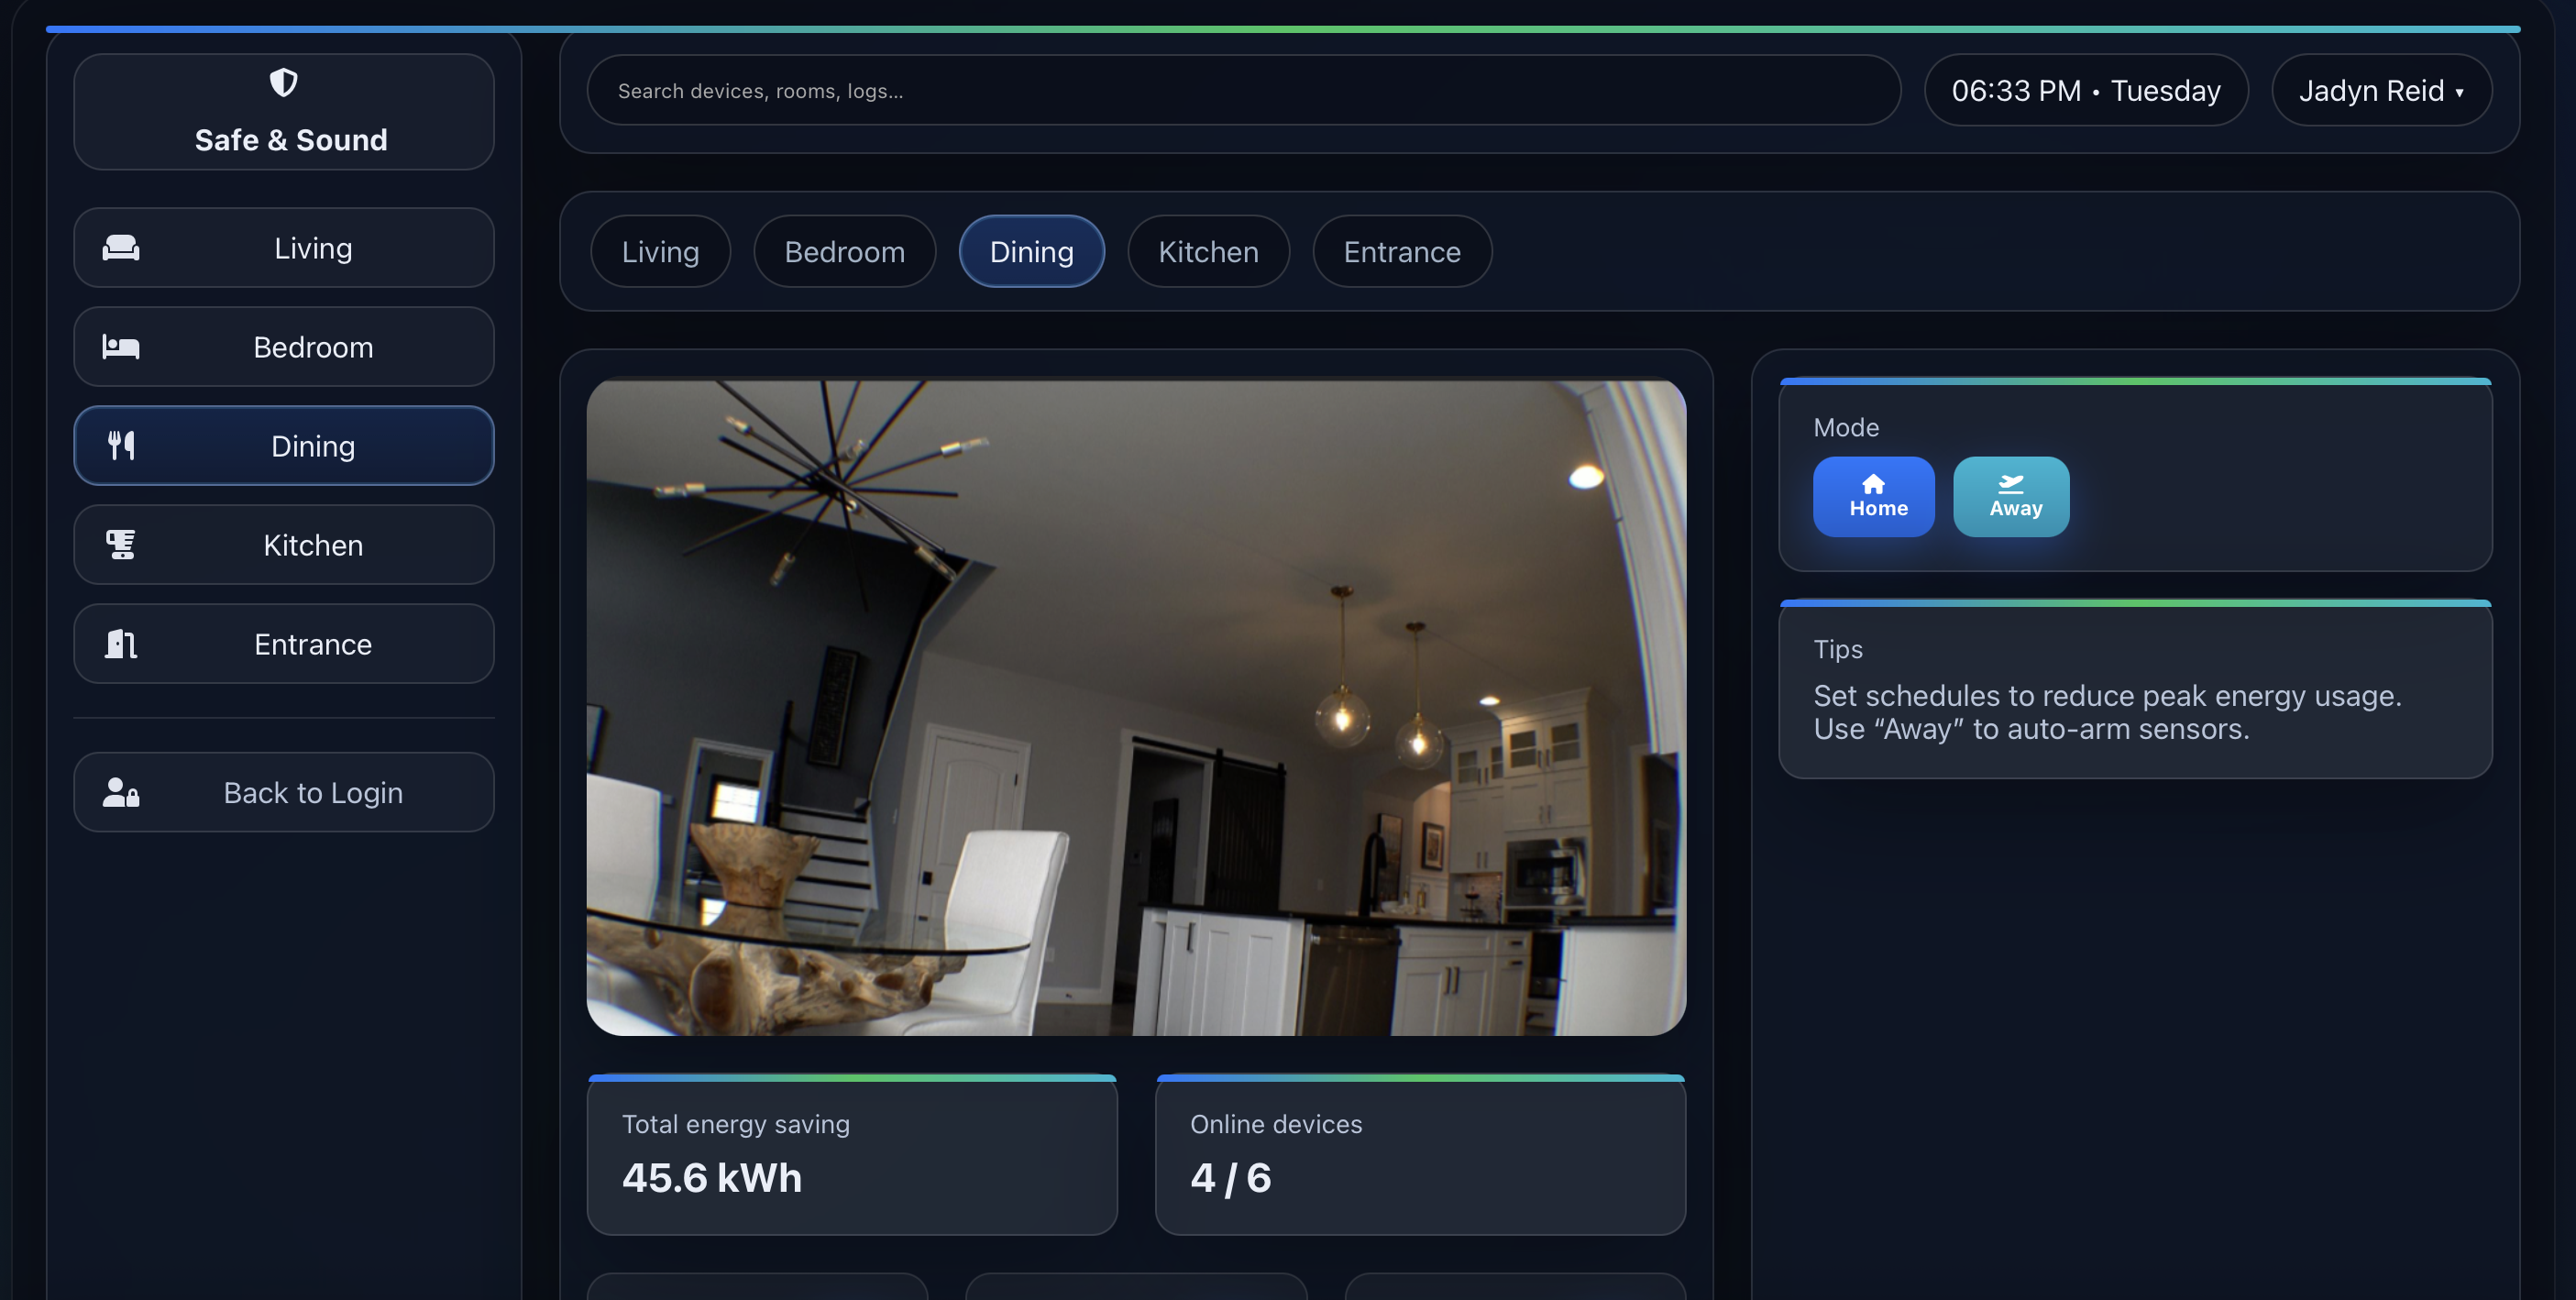 Safe & Sound
Living
Bedroom
Dining
Kitchen
Entrance
Back to Login
Search devices, rooms, logs...
06:33 PM • Tuesday
Jadyn Reid ▾
Living
Bedroom
Dining
Kitchen
Entrance
Total energy saving
45.6 kWh
Online devices
4 / 6
Mode
Home
Away
Tips
Set schedules to reduce peak energy usage.
Use “Away” to auto-arm sensors.